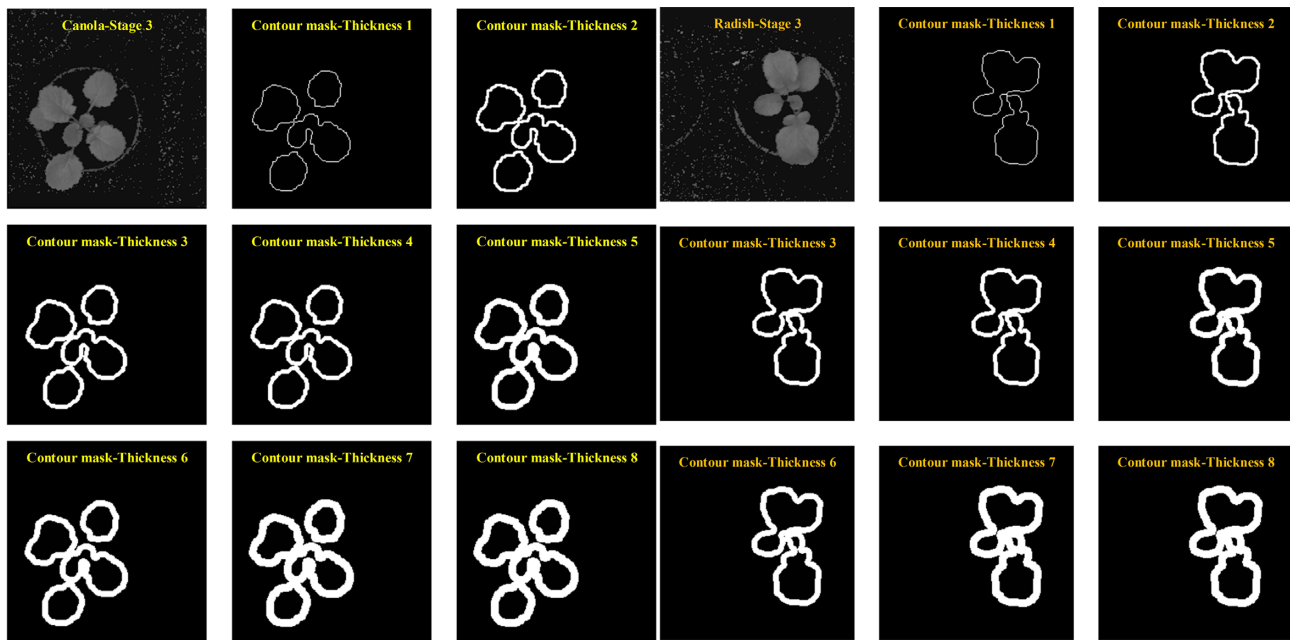 Canola-Stage 3
Contour mask-Thickness 1
Contour mask-Thickness 2
Radish-Stage 3
Contour mask-Thickness 1
Contour mask-Thickness 2
Contour mask-Thickness 3
Contour mask-Thickness 4
Contour mask-Thickness 5
Contour mask-Thickness 3
Contour mask-Thickness 4
Contour mask-Thickness 5
Contour mask-Thickness 6
Contour mask-Thickness 7
Contour mask-Thickness 8
Contour mask-Thickness 6
Contour mask-Thickness 7
Contour mask-Thickness 8